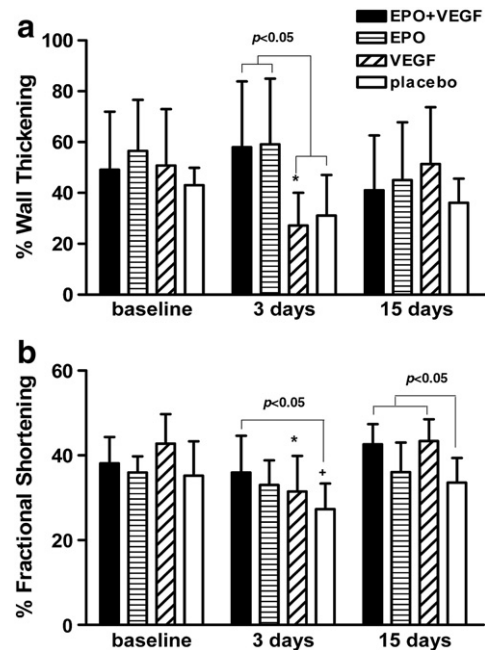 a
EPO+VEGF
EPO
VEGF
placebo
p<0.05
% Wall Thickening
100
80
60
40
20
0
*
baseline
3 days
15 days
b
% Fractional Shortening
60
40
20
0
p<0.05
p<0.05
*
+
baseline
3 days
15 days